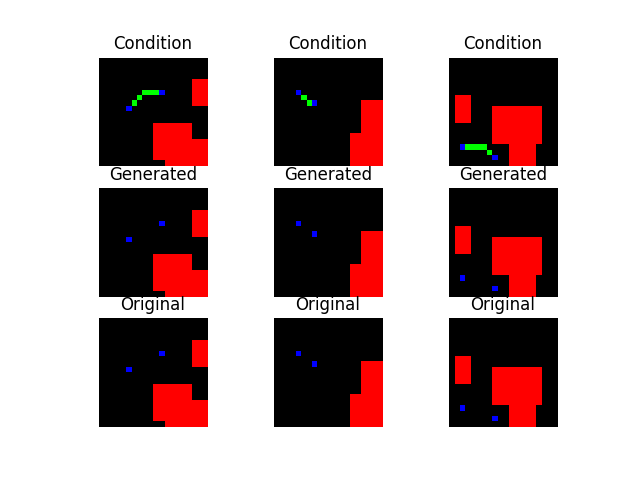 Condition Condition Condition
Generated Generated Generated
Original Original Original